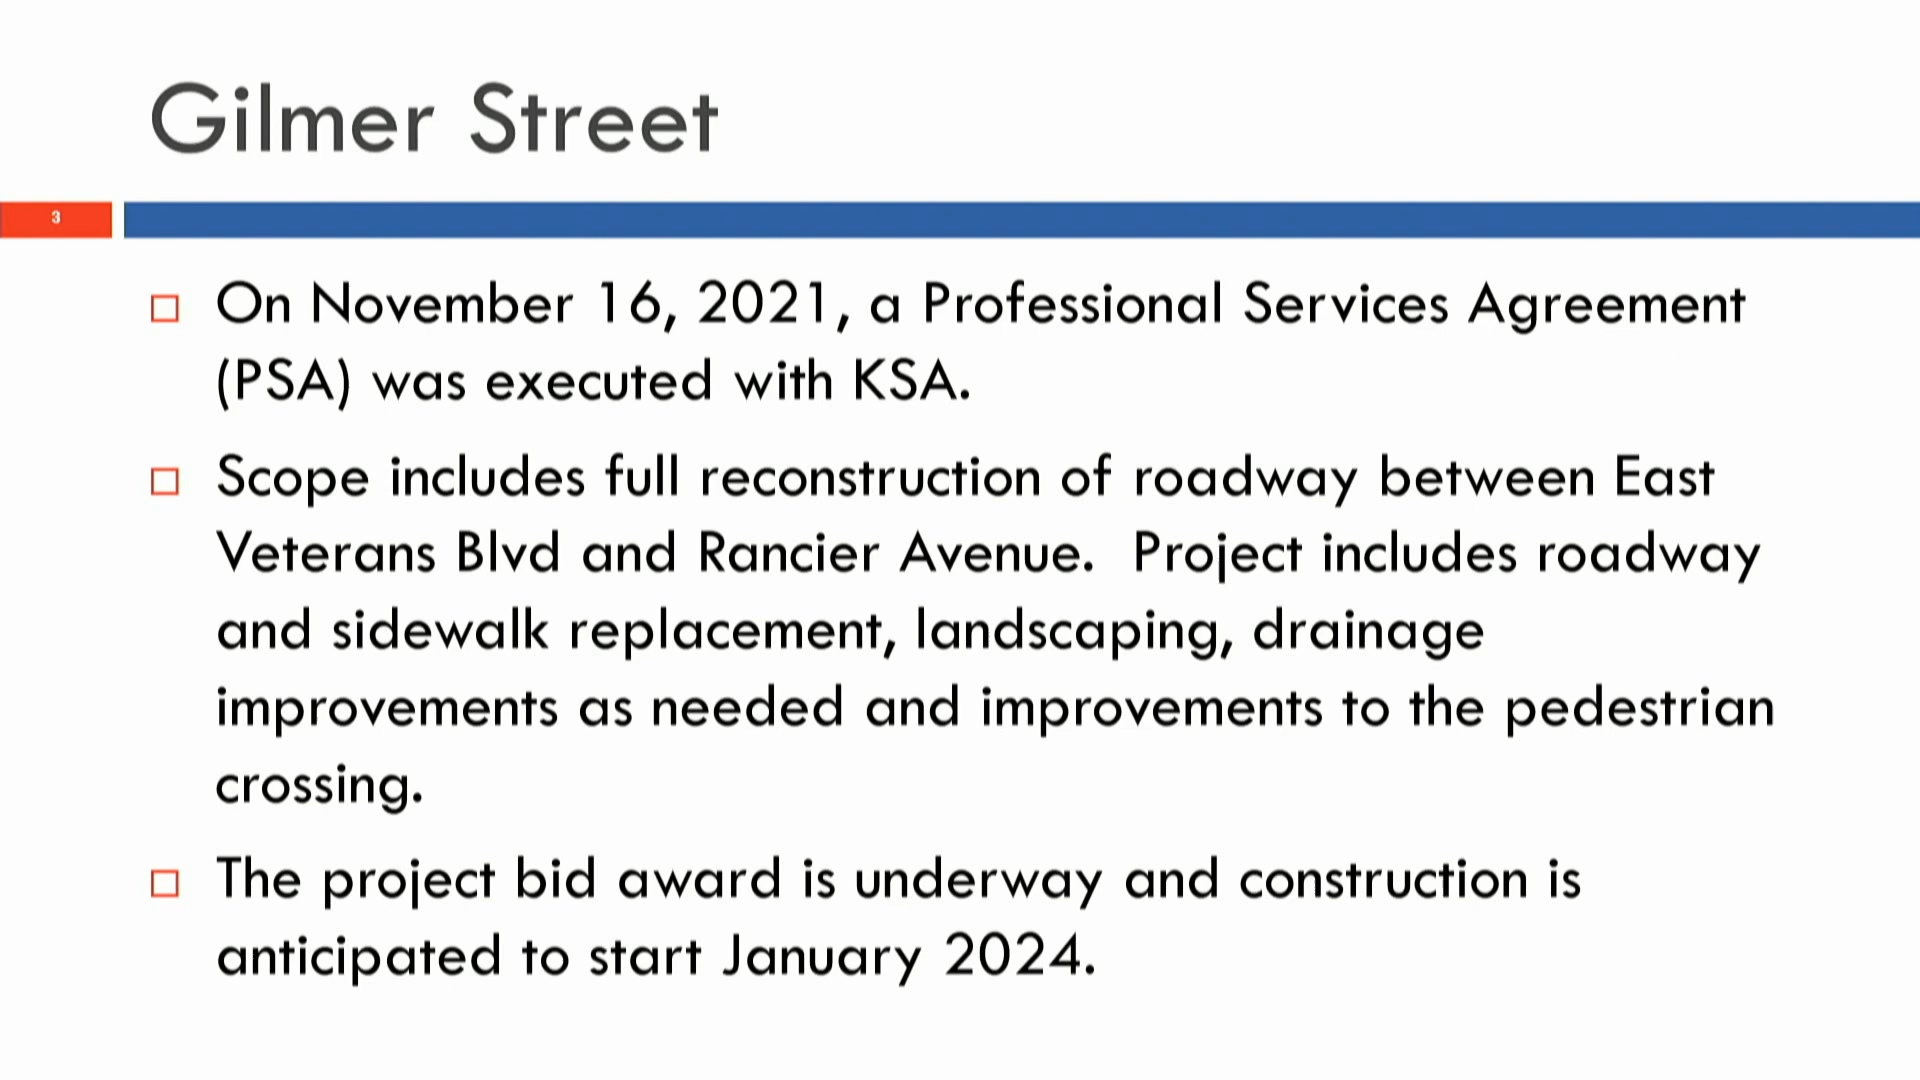 Gilmer Street
3
On November 16, 2021, a Professional Services Agreement
(PSA) was executed with KSA.
Scope includes full reconstruction of roadway between East
Veterans Blvd and Rancier Avenue.  Project includes roadway
and sidewalk replacement, landscaping, drainage
improvements as needed and improvements to the pedestrian
crossing.
The project bid award is underway and construction is
anticipated to start January 2024.